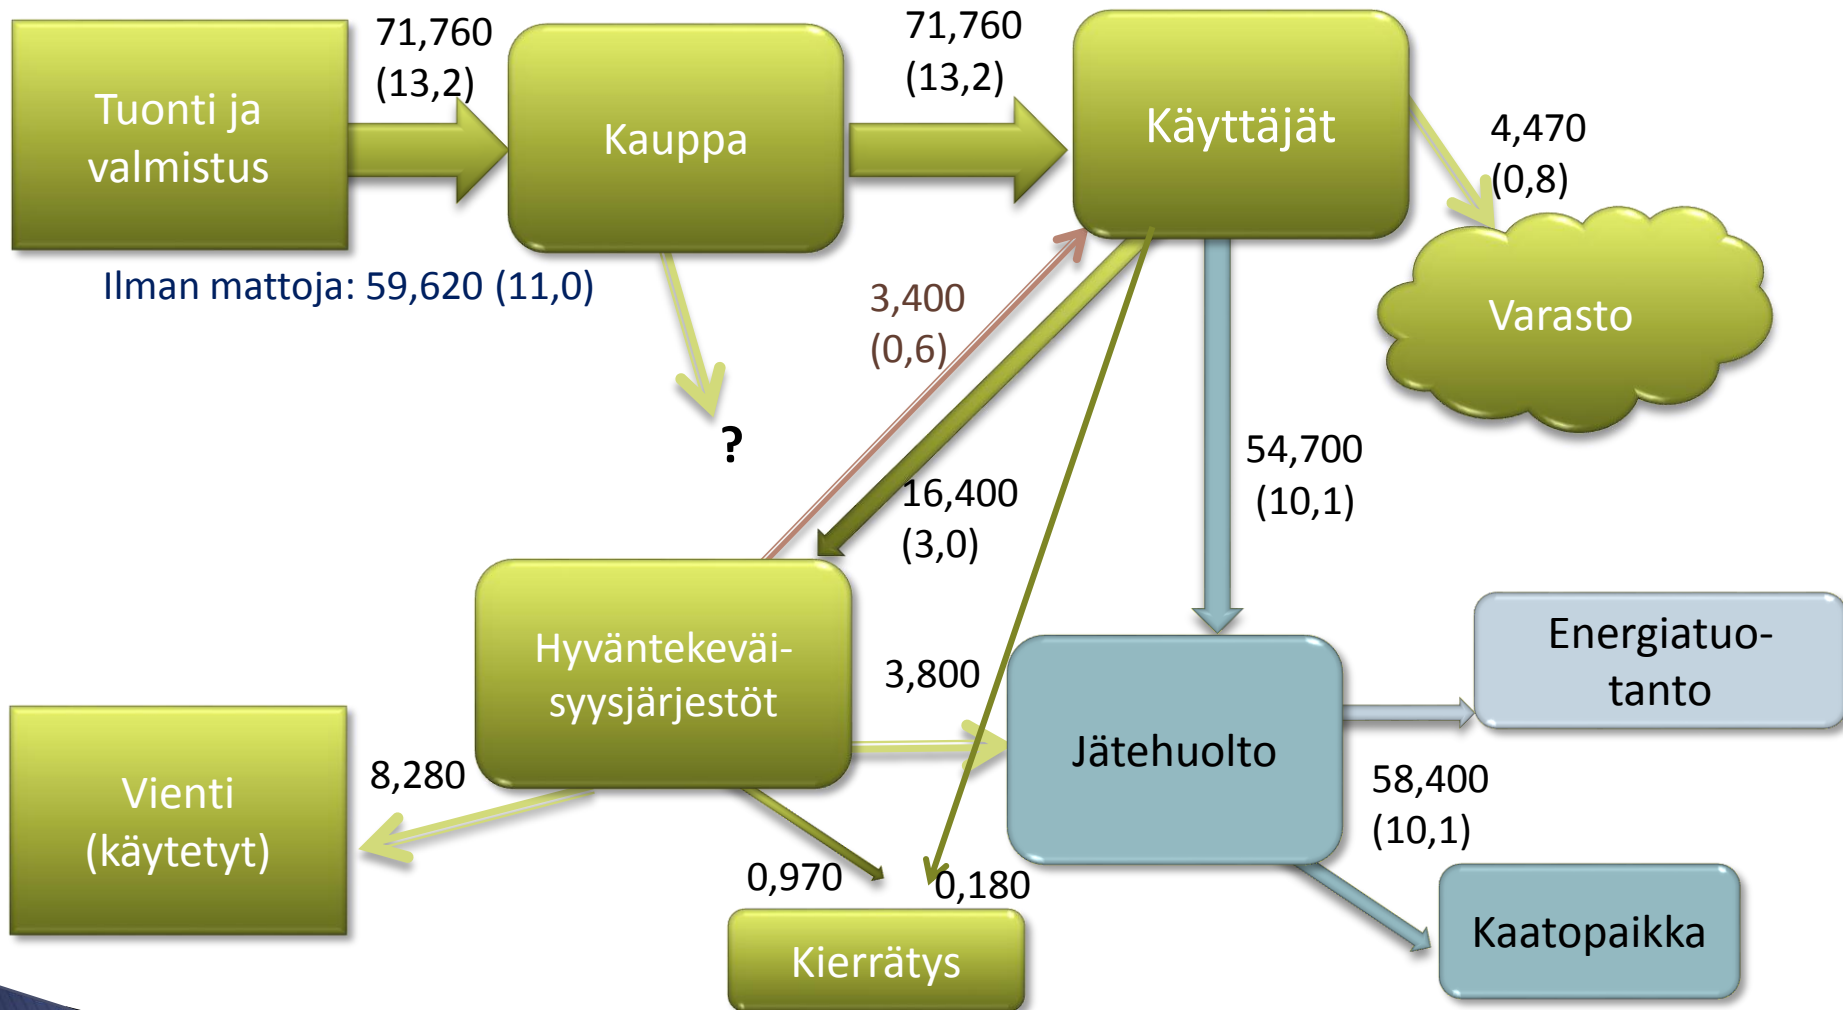 71,760
(13,2)
71,760
(13,2)
Tuonti ja
valmistus
Kauppa
Käyttäjät
4,470
(0,8)
Ilman mattoja: 59,620 (11,0)
3,400
(0,6)
Varasto
?
16,400
(3,0)
54,700
(10,1)
Hyväntekeväi-
syysjärjestöt
3,800
Jätehuolto
Energiatuo-
tanto
Vienti
(käytetyt)
8,280
58,400
(10,1)
0,970
0,180
Kierrätys
Kaatopaikka